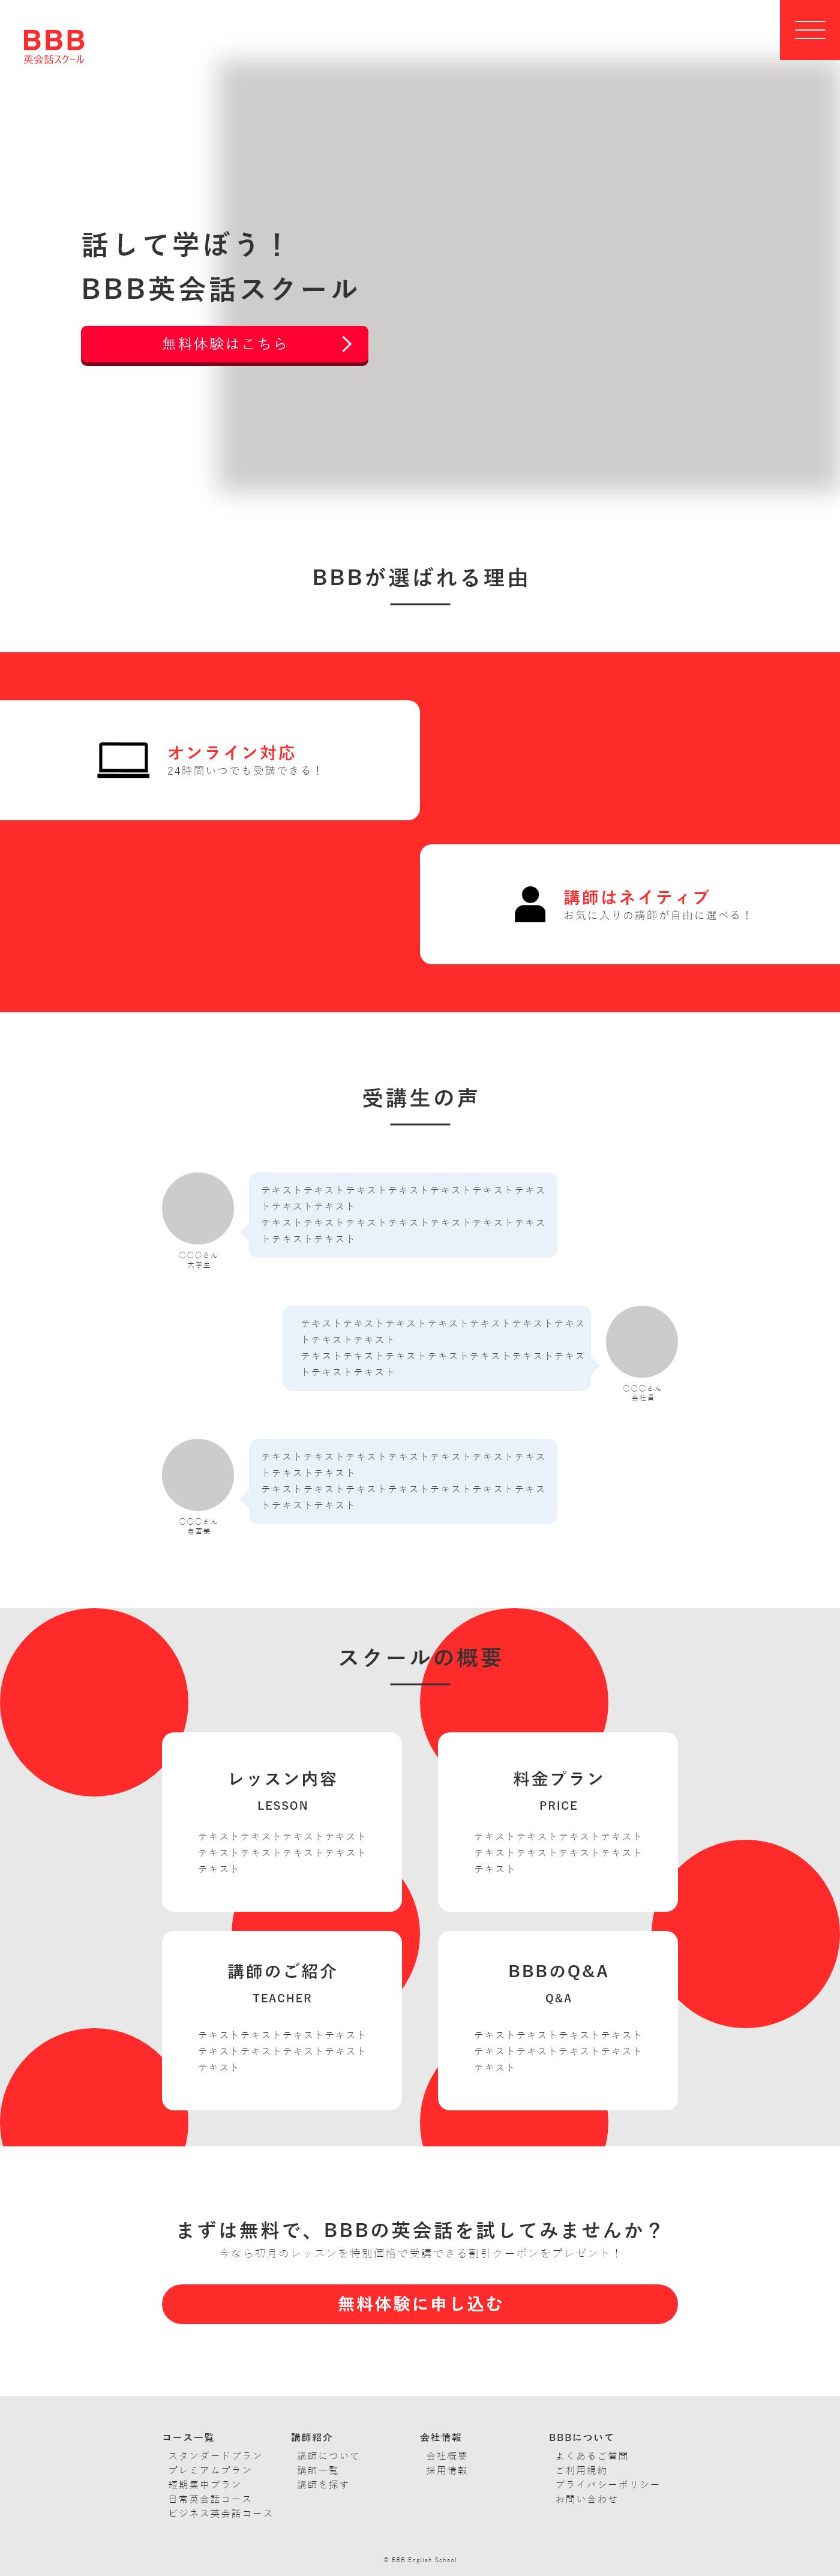 BBB
英会話スクール
話して学ぼう！
BBB英会話スクール
無料体験はこちら
BBBが選ばれる理由
オンライン対応
24時間いつでも受講できる！
講師はネイティブ
お気に入りの講師が自由に選べる！
受講生の声
テキストテキストテキストテキストテキストテキストテキス
トテキストテキスト
テキストテキストテキストテキストテキストテキストテキス
トテキストテキスト
〇〇〇さん
大学生
テキストテキストテキストテキストテキストテキストテキス
トテキストテキスト
テキストテキストテキストテキストテキストテキストテキス
トテキストテキスト
〇〇〇さん
会社員
テキストテキストテキストテキストテキストテキストテキス
トテキストテキスト
テキストテキストテキストテキストテキストテキストテキス
トテキストテキスト
〇〇〇さん
自営業
スクールの概要
レッスン内容
LESSON
テキストテキストテキストテキスト
テキストテキストテキストテキスト
テキスト
料金プラン
PRICE
テキストテキストテキストテキスト
テキストテキストテキストテキスト
テキスト
講師のご紹介
TEACHER
テキストテキストテキストテキスト
テキストテキストテキストテキスト
テキスト
BBBのQ&A
Q&A
テキストテキストテキストテキスト
テキストテキストテキストテキスト
テキスト
まずは無料で、BBBの英会話を試してみませんか？
今なら初月のレッスンを特別価格で受講できる割引クーポンをプレゼント！
無料体験に申し込む
コース一覧
スタンダードプラン
プレミアムプラン
短期集中プラン
日常英会話コース
ビジネス英会話コース
講師紹介
講師について
講師一覧
講師を探す
会社情報
会社概要
採用情報
BBBについて
よくあるご質問
ご利用規約
プライバシーポリシー
お問い合わせ
© BBB English School